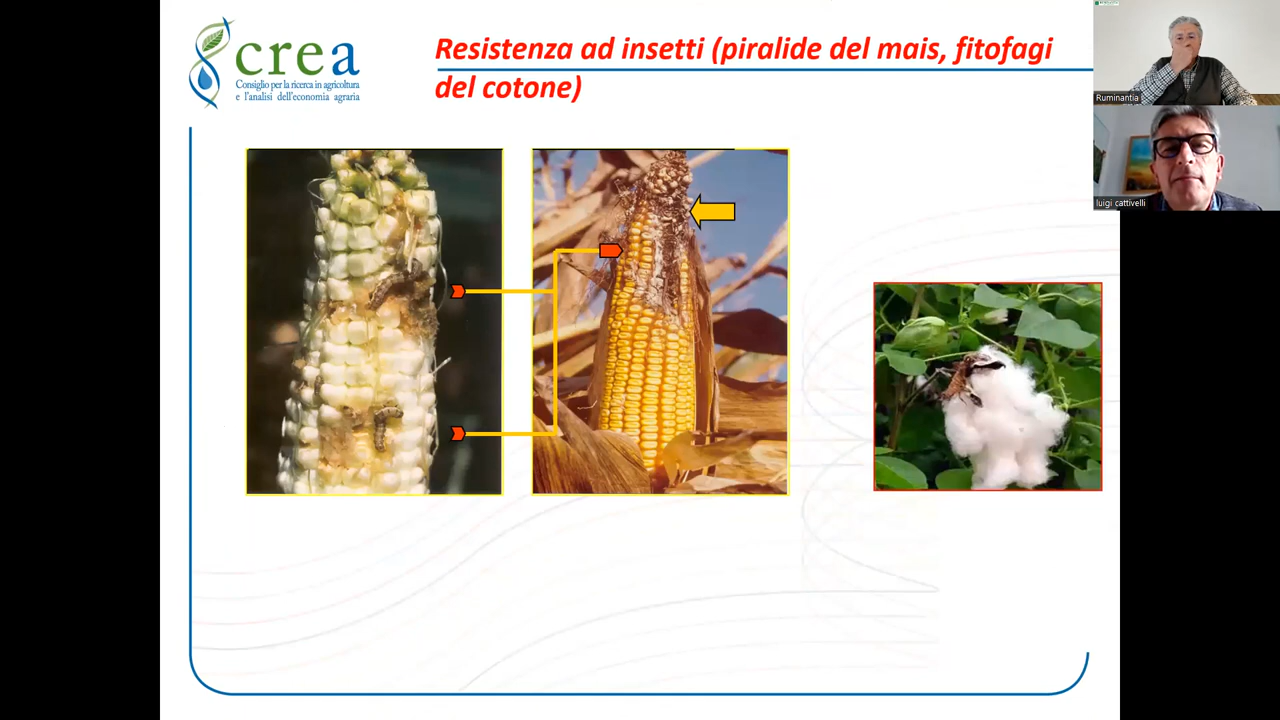 crea
Consiglio per la ricerca in agricoltura
e l'analisi dell'economia agraria
Resistenza ad insetti (piralide del mais, fitofagi
del cotone)
Ruminantia
luigi cattivelli